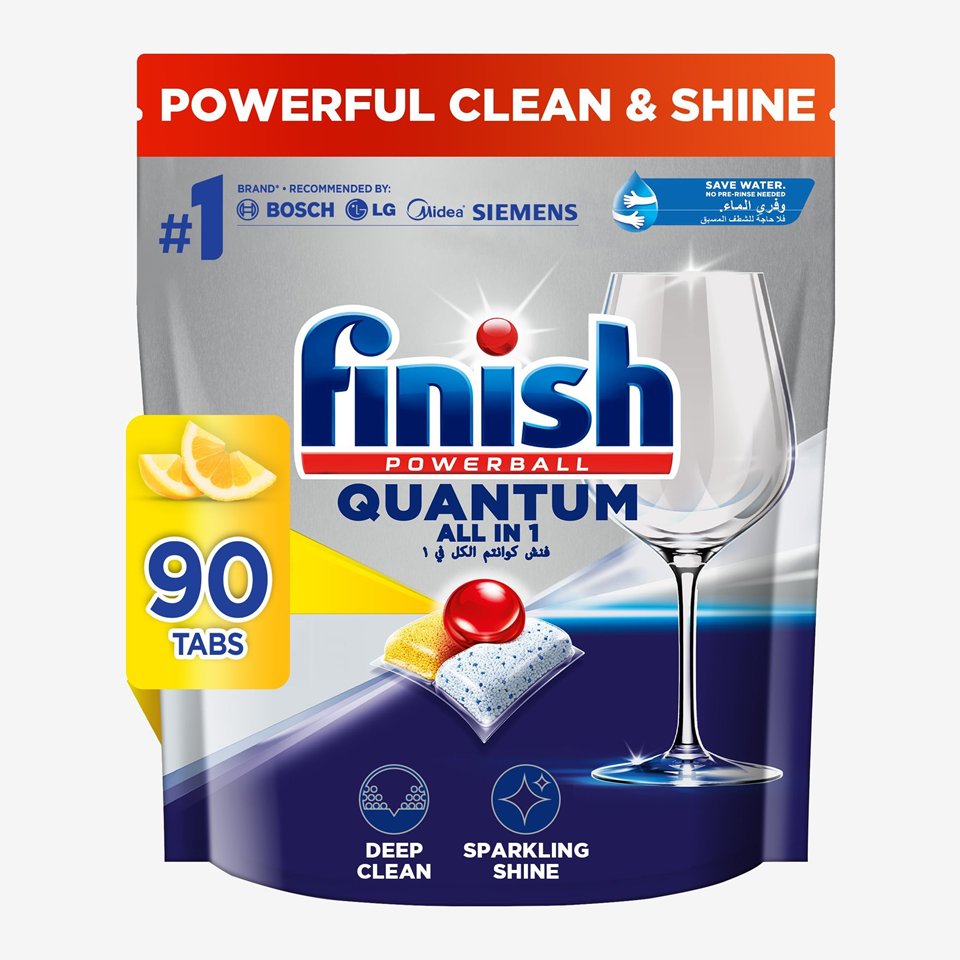 POWERFUL CLEAN & SHINE
#1
BRAND* • RECOMMENDED BY:
BOSCH LG Midea SIEMENS
SAVE WATER.
NO PRE-RINSE NEEDED
وفري الماء.
فلا حاجة للشطف المسبق
finish
POWERBALL
QUANTUM
ALL IN 1
فنش كوانتم الكل في ١
90
TABS
DEEP
CLEAN
SPARKLING
SHINE